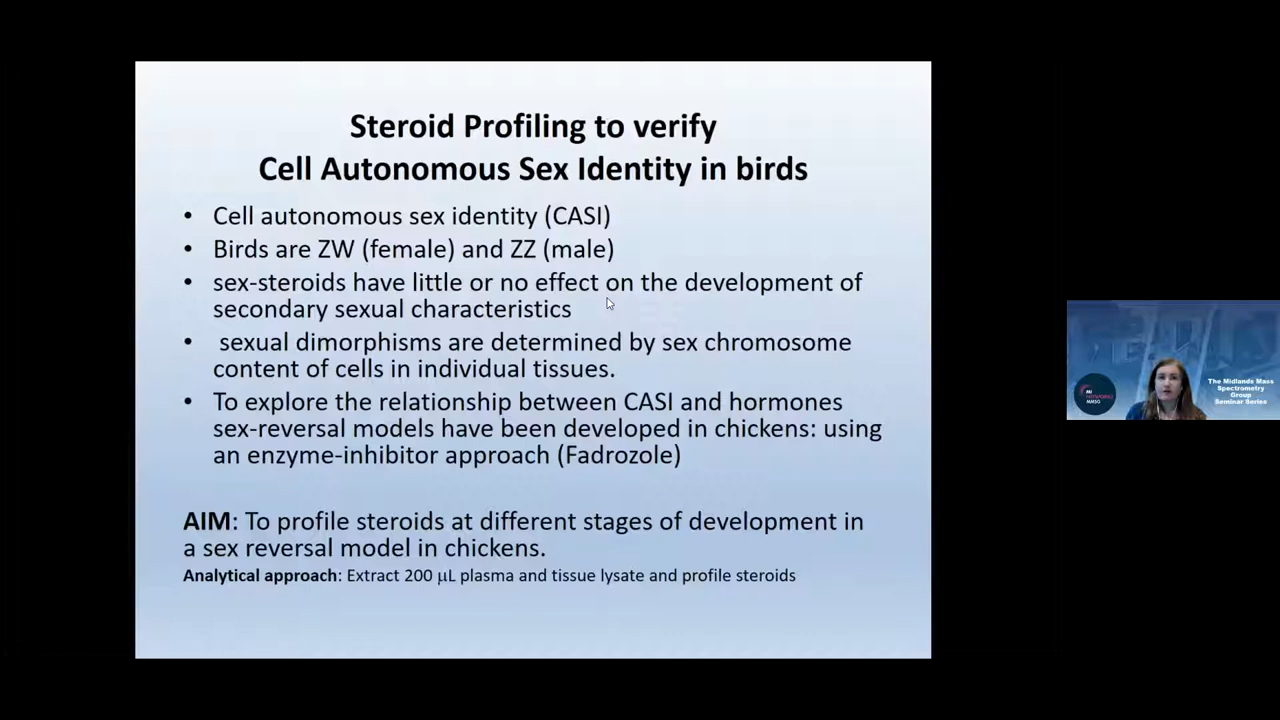 Steroid Profiling to verify
Cell Autonomous Sex Identity in birds
• Cell autonomous sex identity (CASI)
• Birds are ZW (female) and ZZ (male)
• sex-steroids have little or no effect on the development of
secondary sexual characteristics
• sexual dimorphisms are determined by sex chromosome
content of cells in individual tissues.
• To explore the relationship between CASI and hormones
sex-reversal models have been developed in chickens: using
an enzyme-inhibitor approach (Fadrozole)
AIM: To profile steroids at different stages of development in
a sex reversal model in chickens.
Analytical approach: Extract 200 μL plasma and tissue lysate and profile steroids
The Midlands Mass
Spectrometry
Group
Seminar Series